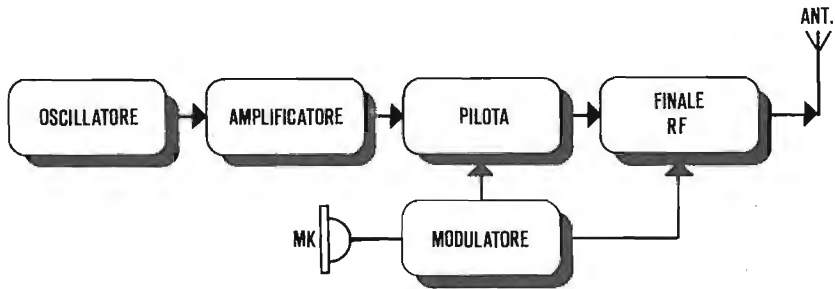 ANT.
OSCILLATORE
AMPLIFICATORE
PILOTA
FINALE
RF
MK
MODULATORE